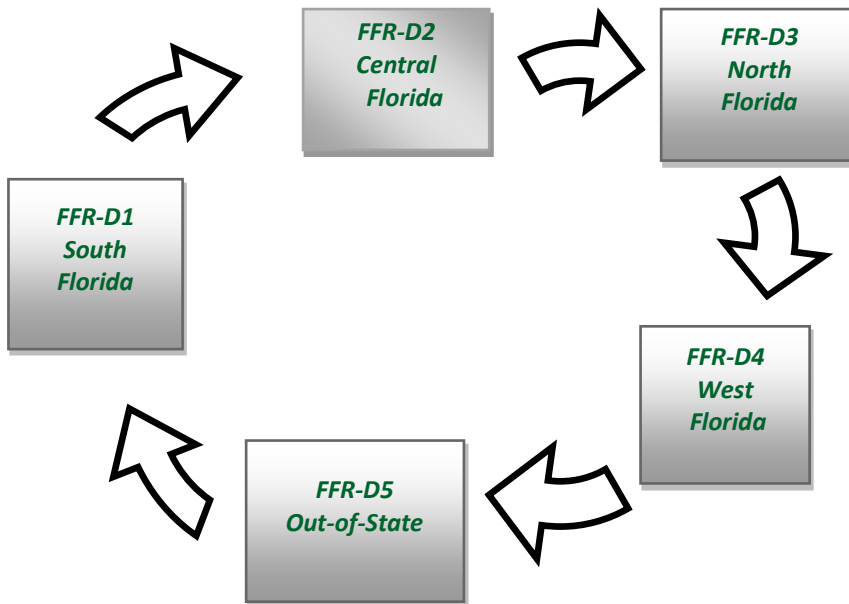 FFR-D2
Central
Florida
FFR-D3
North
Florida
FFR-D1
South
Florida
FFR-D4
West
Florida
FFR-D5
Out-of-State